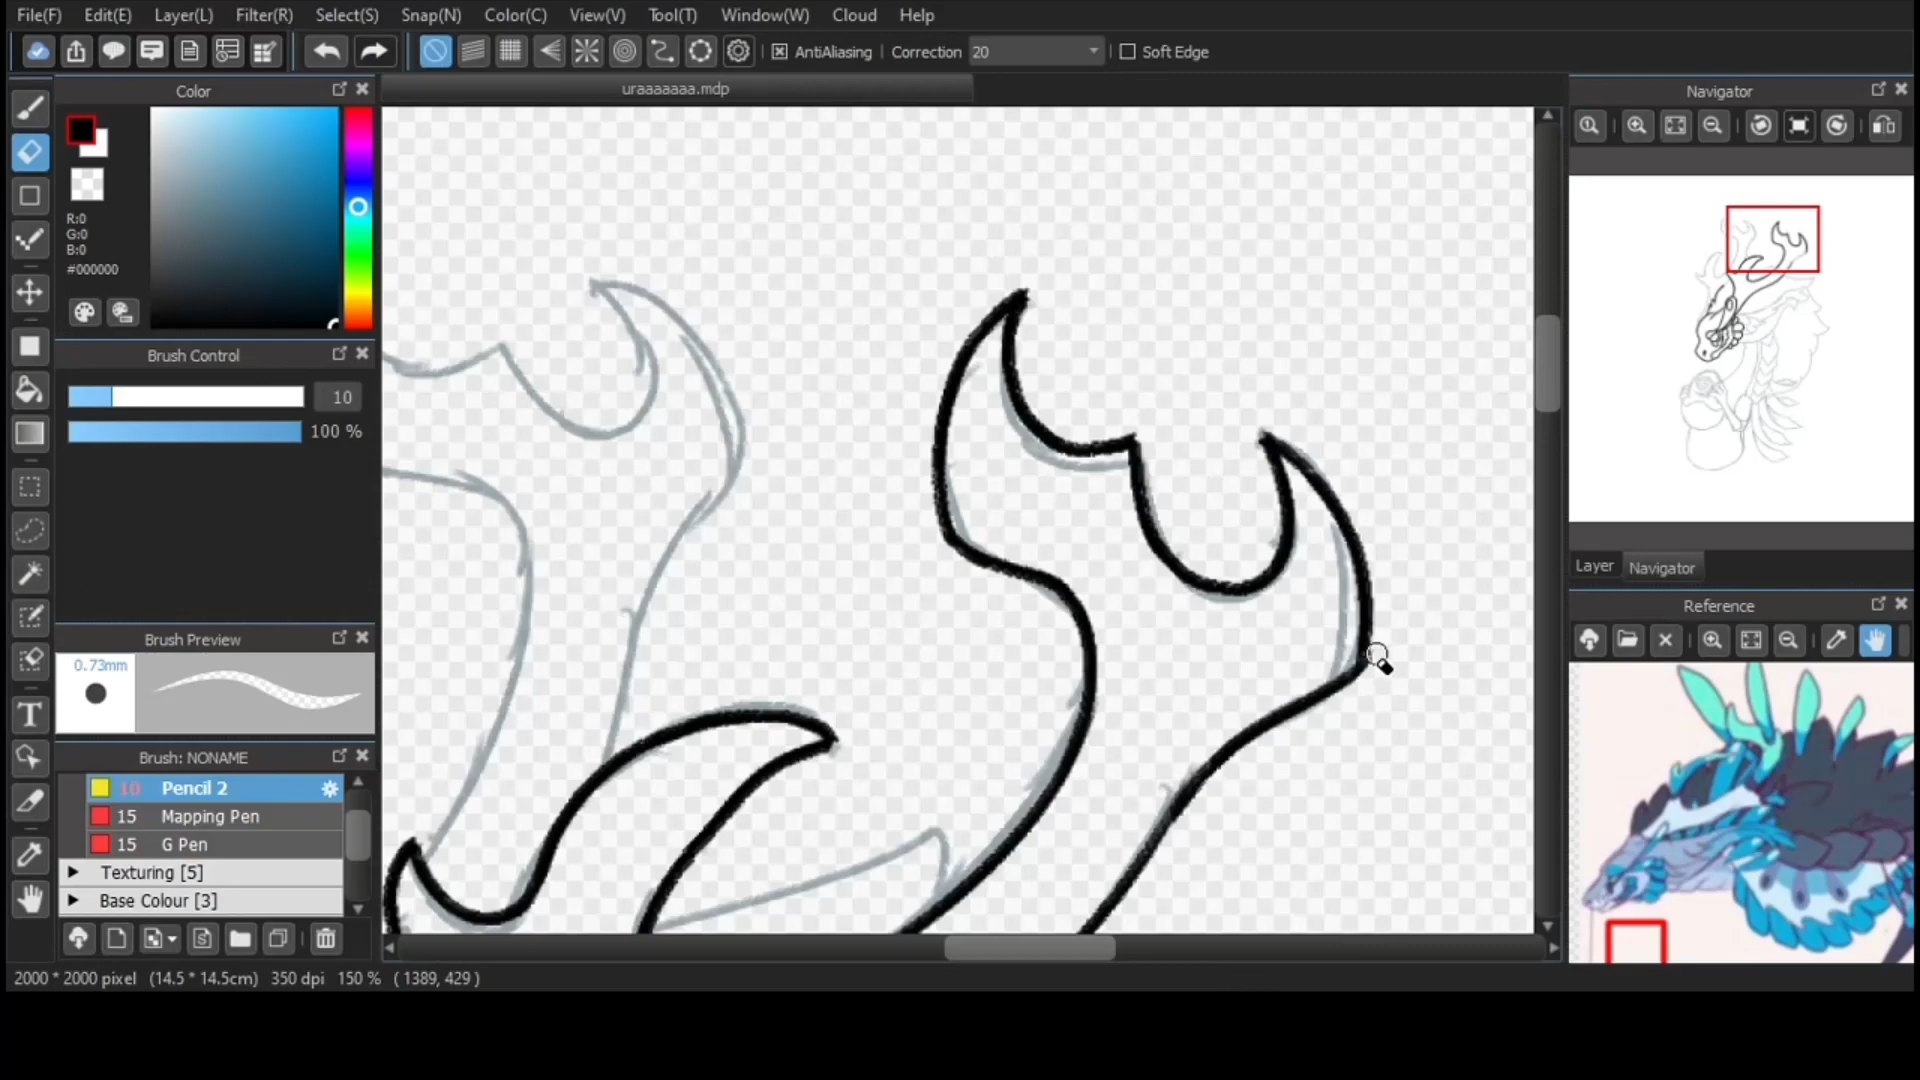 File(F) Edit(E) Layer(L) Filter(R) Select(S) Snap(N) Color(C) View(V) Tool(T) Window(W) Cloud Help
AntiAliasing Correction 20 Soft Edge
Color
uraaaaaaa.mdp
Navigator
R:0
G:0
B:0
#000000
Brush Control
10
100 %
Layer Navigator
Reference
Brush Preview
0.73mm
T
Brush: NONAME
10 Pencil 2
15 Mapping Pen
15 G Pen
Texturing [5]
Base Colour [3]
2000 * 2000 pixel (14.5 * 14.5cm) 350 dpi 150 % ( 1389, 429 )